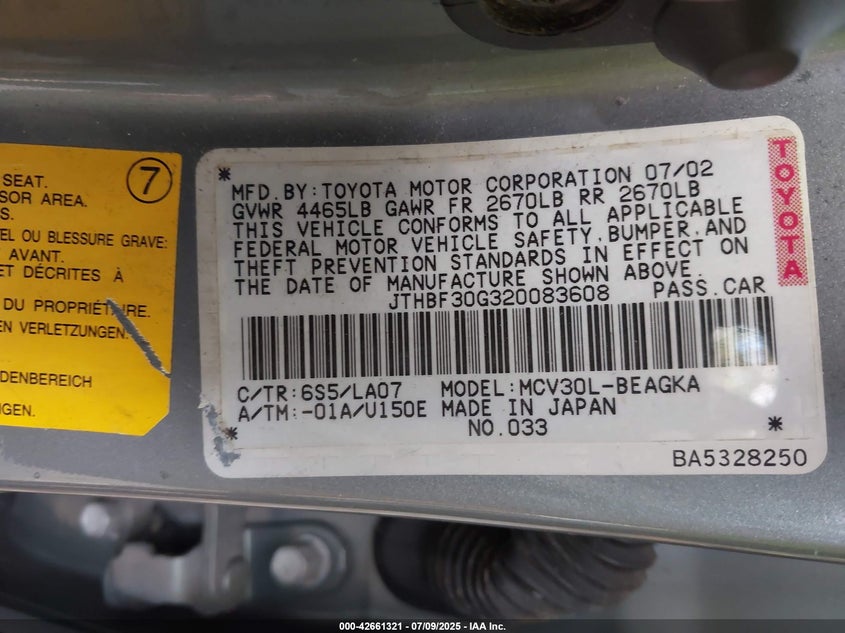 7
SEAT.
SOR AREA.
S.
EL OU BLESSURE GRAVE:
AVANT.
ET DÉCRITES À
DU PROPRIÉTAIRE.
EN VERLETZUNGEN.
DENBEREICH
GEN.
* MFD.BY:TOYOTA MOTOR CORPORATION 07/02
GVWR 4465LB GAWR FR 2670LB RR 2670LB
THIS VEHICLE CONFORMS TO ALL APPLICABLE
FEDERAL MOTOR VEHICLE SAFETY,BUMPER,AND
THEFT PREVENTION STANDARDS IN EFFECT ON
THE DATE OF MANUFACTURE SHOWN ABOVE.
JTHBF30G320083608 PASS.CAR
C/TR:6S5/LA07 MODEL:MCV30L-BEAGKA
A/TM:-01A/U150E MADE IN JAPAN
* NO.033 *
BA5328250
TOYOTA
000-42661321 | 07/09/2025 - IAA Inc.